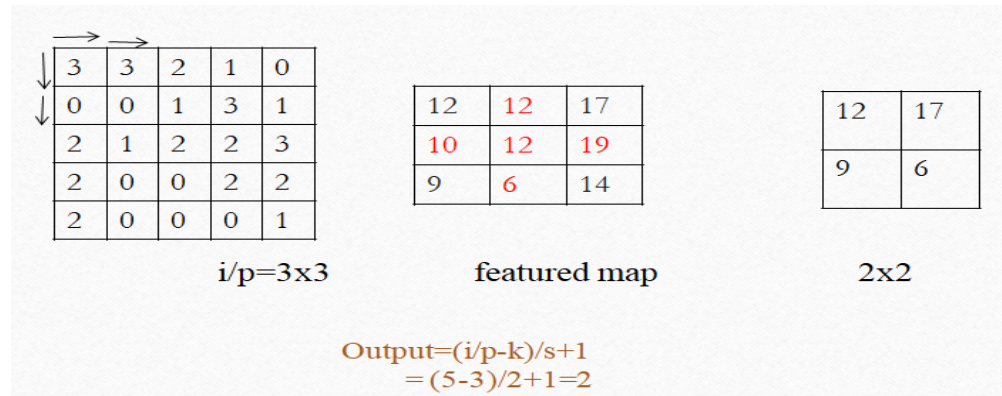 3 3 2 1 0
0 0 1 3 1
2 1 2 2 3
2 0 0 2 2
2 0 0 0 1
i/p=3x3
12 12 17
10 12 19
9 6 14
featured map
12 17
9 6
2x2
Output=(i/p-k)/s+1
=(5-3)/2+1=2